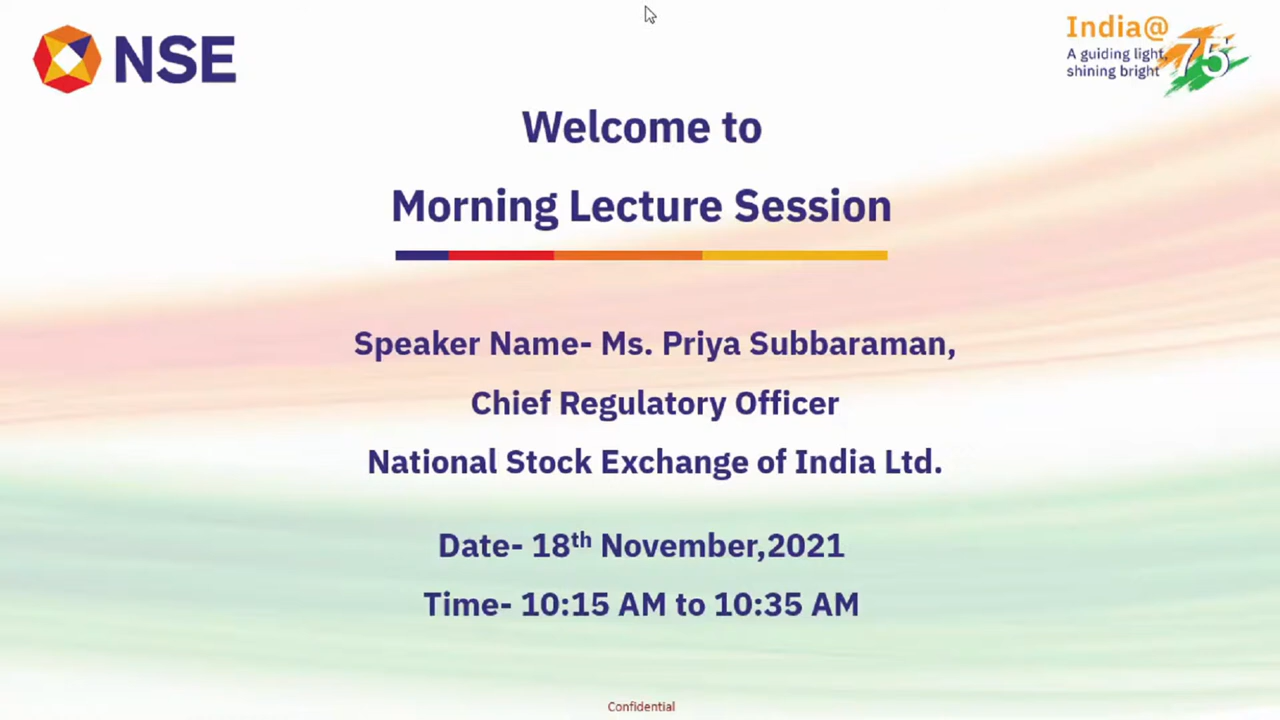 NSE
India@
75
A guiding light,
shining bright
Welcome to
Morning Lecture Session
Speaker Name- Ms. Priya Subbaraman,
Chief Regulatory Officer
National Stock Exchange of India Ltd.
Date- 18th November,2021
Time- 10:15 AM to 10:35 AM
Confidential